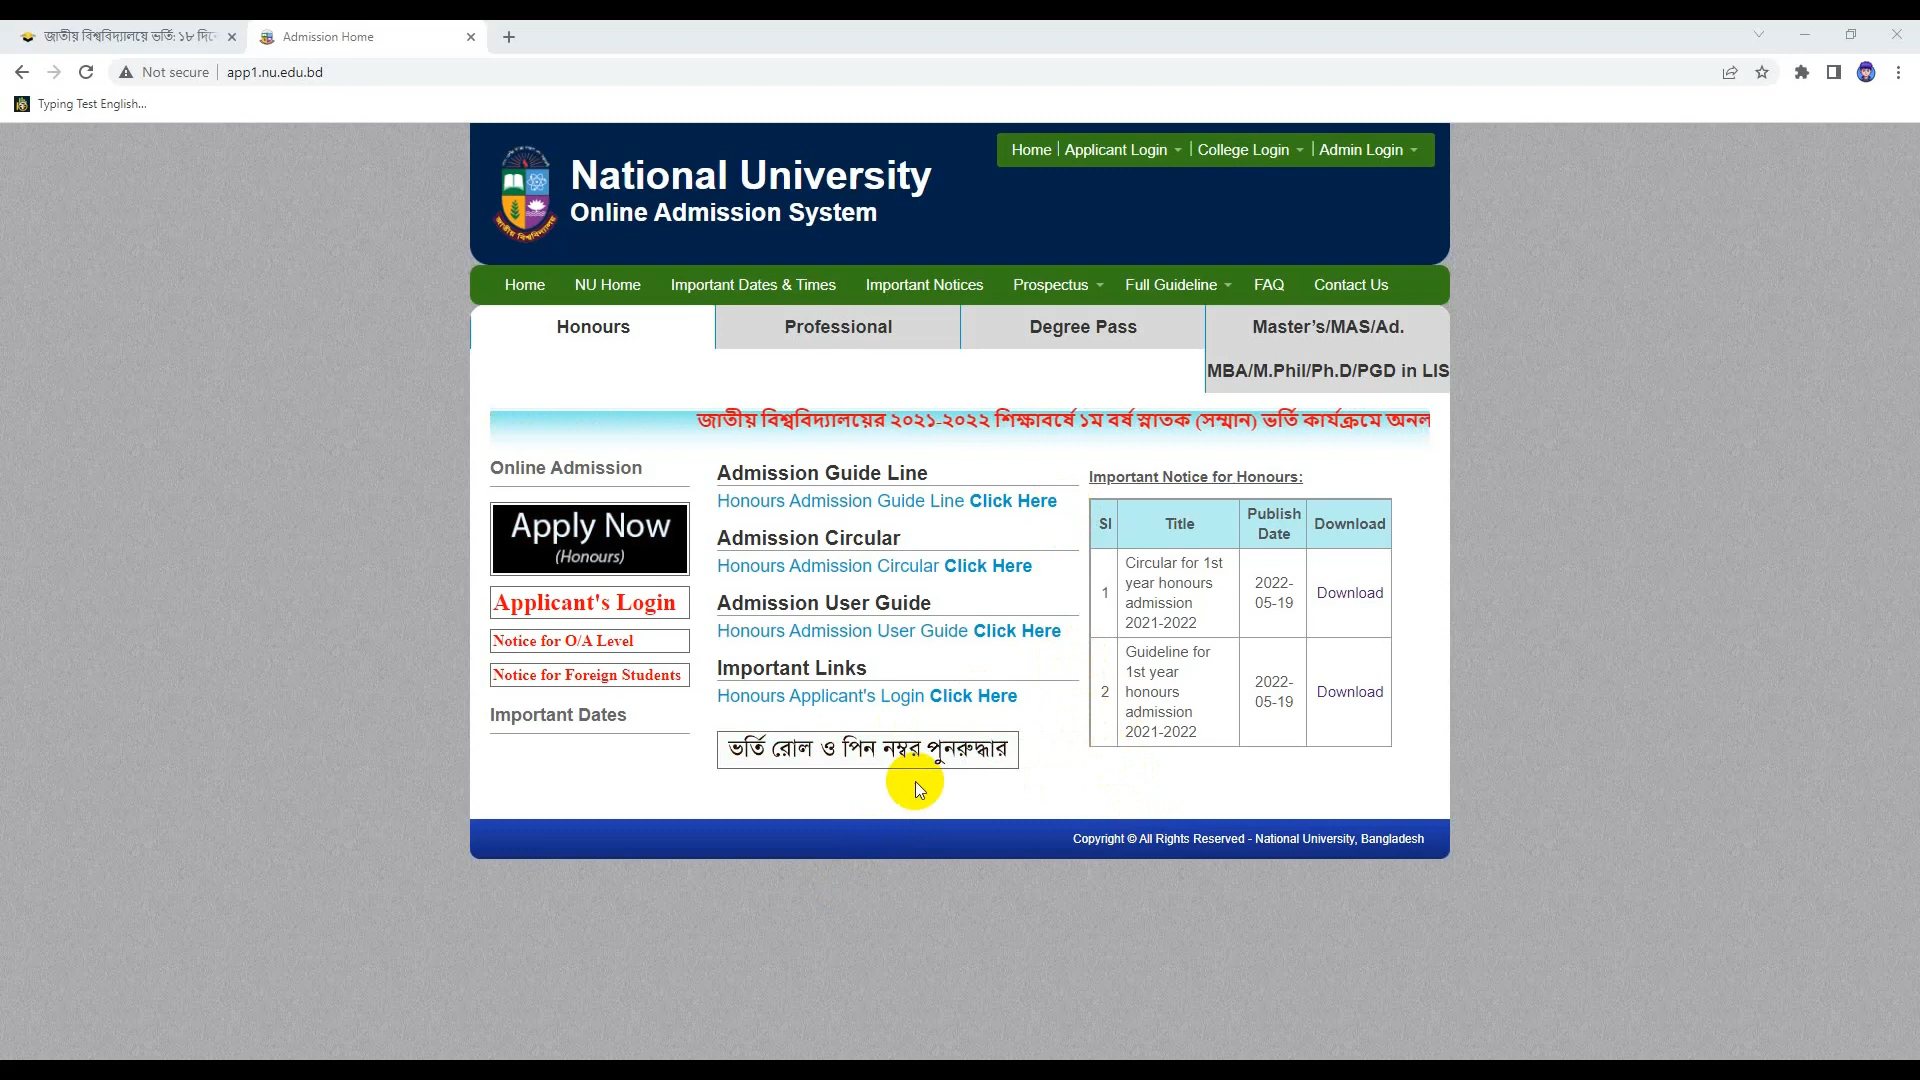 জাতীয় বিশ্ববিদ্যালয়ে ভর্তি: ১৮ দিনে
Admission Home
Not secure
app1.nu.edu.bd
Typing Test English...
Home
Applicant Login
College Login
Admin Login
National University
Online Admission System
জাতীয় বিশ্ববিদ্যালয়
Home
NU Home
Important Dates & Times
Important Notices
Prospectus
Full Guideline
FAQ
Contact Us
Honours
Professional
Degree Pass
Master’s/MAS/Ad.
MBA/M.Phil/Ph.D/PGD in LIS
জাতীয় বিশ্ববিদ্যালয়ের ২০২১-২০২২ শিক্ষাবর্ষে ১ম বর্ষ স্নাতক (সম্মান) ভর্তি কার্যক্রমে অনল
Online Admission
Apply Now
(Honours)
Applicant's Login
Notice for O/A Level
Notice for Foreign Students
Important Dates
Admission Guide Line
Honours Admission Guide Line Click Here
Admission Circular
Honours Admission Circular Click Here
Admission User Guide
Honours Admission User Guide Click Here
Important Links
Honours Applicant's Login Click Here
ভর্তি রোল ও পিন নম্বর পুনরুদ্ধার
Important Notice for Honours:
Sl
Title
Publish
Date
Download
1
Circular for 1st
year honours
admission
2021-2022
2022-
05-19
Download
2
Guideline for
1st year
honours
admission
2021-2022
2022-
05-19
Download
Copyright © All Rights Reserved - National University, Bangladesh